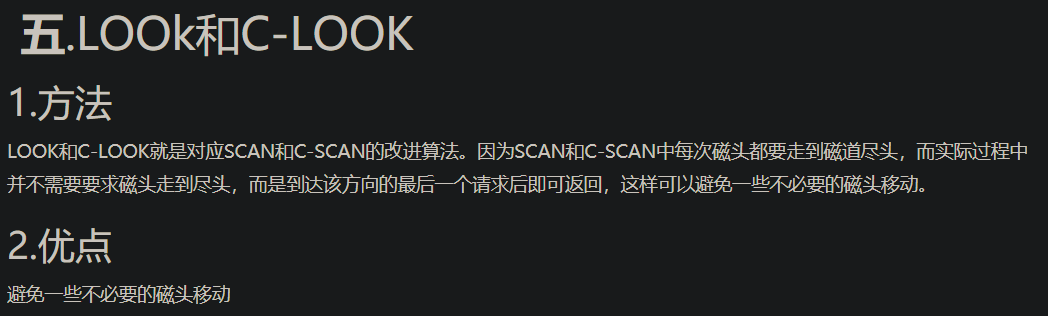 五.LOOk和C-LOOK
1.方法
LOOK和C-LOOK就是对应SCAN和C-SCAN的改进算法。因为SCAN和C-SCAN中每次磁头都要走到磁道尽头，而实际过程中
并不需要要求磁头走到尽头，而是到达该方向的最后一个请求后即可返回，这样可以避免一些不必要的磁头移动。
2.优点
避免一些不必要的磁头移动